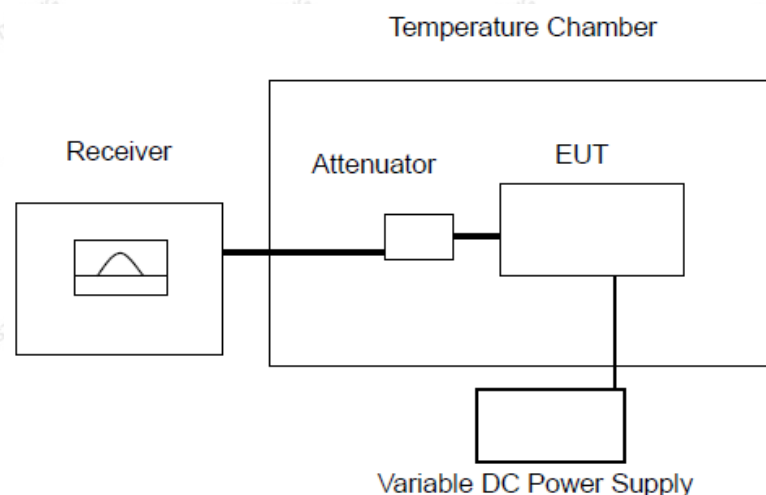 Temperature Chamber
Receiver
Attenuator
EUT
Variable DC Power Supply